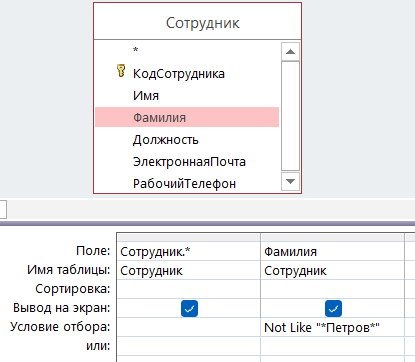 Сотрудник
*
КодСотрудника
Имя
Фамилия
Должность
ЭлектроннаяПочта
РабочийТелефон
Поле: Сотрудник.* Фамилия
Имя таблицы: Сотрудник Сотрудник
Сортировка:
Вывод на экран:
Условие отбора: Not Like "*Петров*"
или: